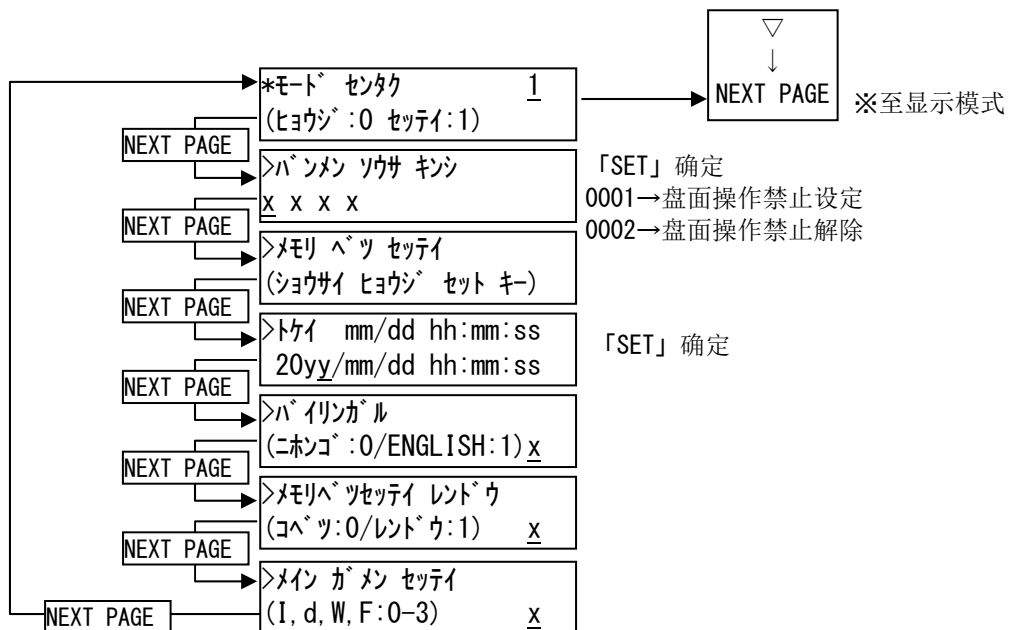 ▽
↓
NEXT PAGE
※至显示模式
*ﾓｰﾄﾞ ｾﾝﾀｸ 1
(ﾋｮｳｼﾞ:0 ｾｯﾃｲ:1)
NEXT PAGE
>ﾊﾞﾝﾒﾝ ｿｳｻ ｷﾝｼ
x x x x
「SET」确定
0001→盘面操作禁止设定
0002→盘面操作禁止解除
NEXT PAGE
>ﾒﾓﾘ ﾍﾞﾂ ｾｯﾃｲ
(ｼｮｳｻｲ ﾋｮｳｼﾞ ｾｯﾄ ｷｰ)
NEXT PAGE
>ﾄｹｲ mm/dd hh:mm:ss
20yy/mm/dd hh:mm:ss
「SET」确定
NEXT PAGE
>ﾊﾞｲﾘﾝｶﾞﾙ
(ﾆﾎﾝｺﾞ:0/ENGLISH:1) x
NEXT PAGE
>ﾒﾓﾘﾍﾞﾂｾｯﾃｲ ﾚﾝﾄﾞｳ
(ｺﾍﾞﾂ:0/ﾚﾝﾄﾞｳ:1) x
NEXT PAGE
>ﾒｲﾝ ｶﾞﾒﾝ ｾｯﾃｲ
(I,d,W,F:0-3) x
NEXT PAGE